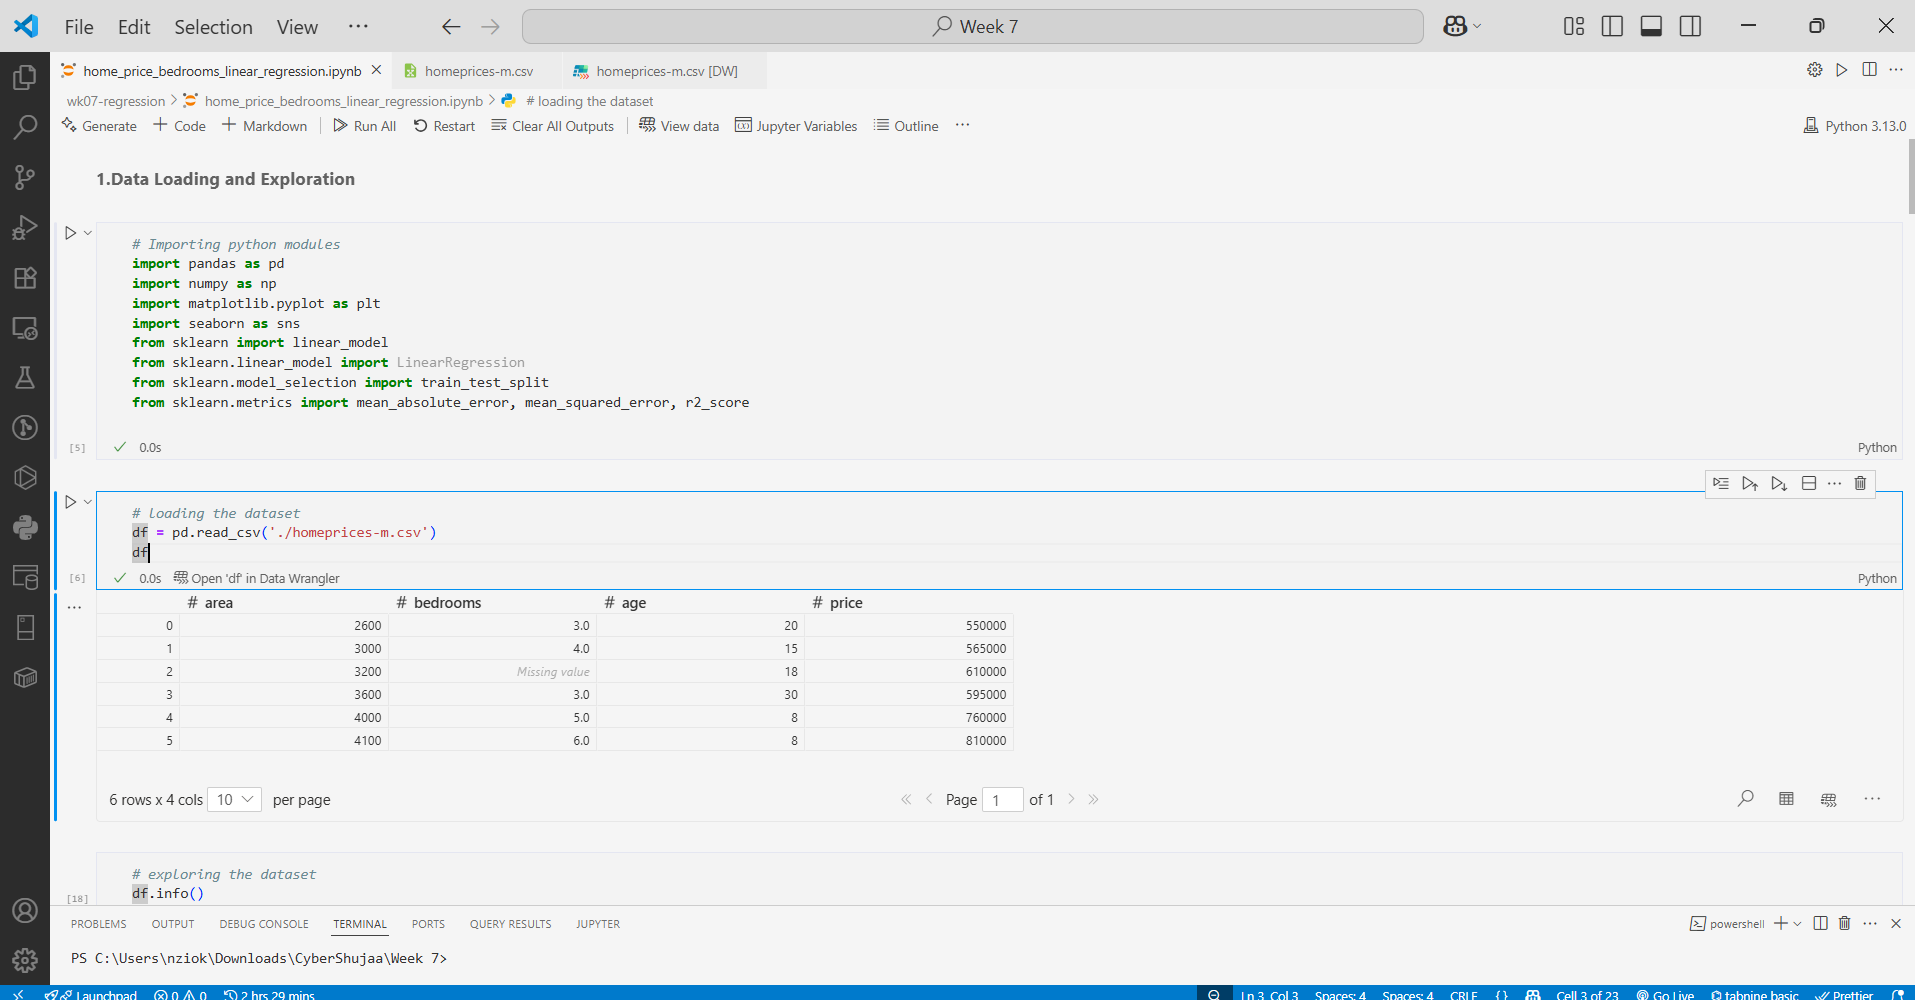 File Edit Selection View ··· Week 7
home_price_bedrooms_linear_regression.ipynb homeprices-m.csv homeprices-m.csv [DW]
wk07-regression > home_price_bedrooms_linear_regression.ipynb > # loading the dataset
Generate + Code + Markdown Run All Restart Clear All Outputs View data Jupyter Variables Outline ··· Python 3.13.0
1.Data Loading and Exploration
# Importing python modules
import pandas as pd
import numpy as np
import matplotlib.pyplot as plt
import seaborn as sns
from sklearn import linear_model
from sklearn.linear_model import LinearRegression
from sklearn.model_selection import train_test_split
from sklearn.metrics import mean_absolute_error, mean_squared_error, r2_score
[5] 0.0s Python
# loading the dataset
df = pd.read_csv('./homeprices-m.csv')
df
[6] 0.0s Open 'df' in Data Wrangler Python
# area # bedrooms # age # price
0 2600 3.0 20 550000
1 3000 4.0 15 565000
2 3200 Missing value 18 610000
3 3600 3.0 30 595000
4 4000 5.0 8 760000
5 4100 6.0 8 810000
6 rows x 4 cols 10 per page Page 1 of 1
# exploring the dataset
df.info()
[18]
PROBLEMS OUTPUT DEBUG CONSOLE TERMINAL PORTS QUERY RESULTS JUPYTER powershell
PS C:\Users\nziok\Downloads\CyberShujaa\Week 7>
Launchpad 0 0 2 hrs 29 mins Ln 3, Col 3 Spaces: 4 Spaces: 4 CRLF {} Cell 3 of 23 Go Live tabnine basic Prettier